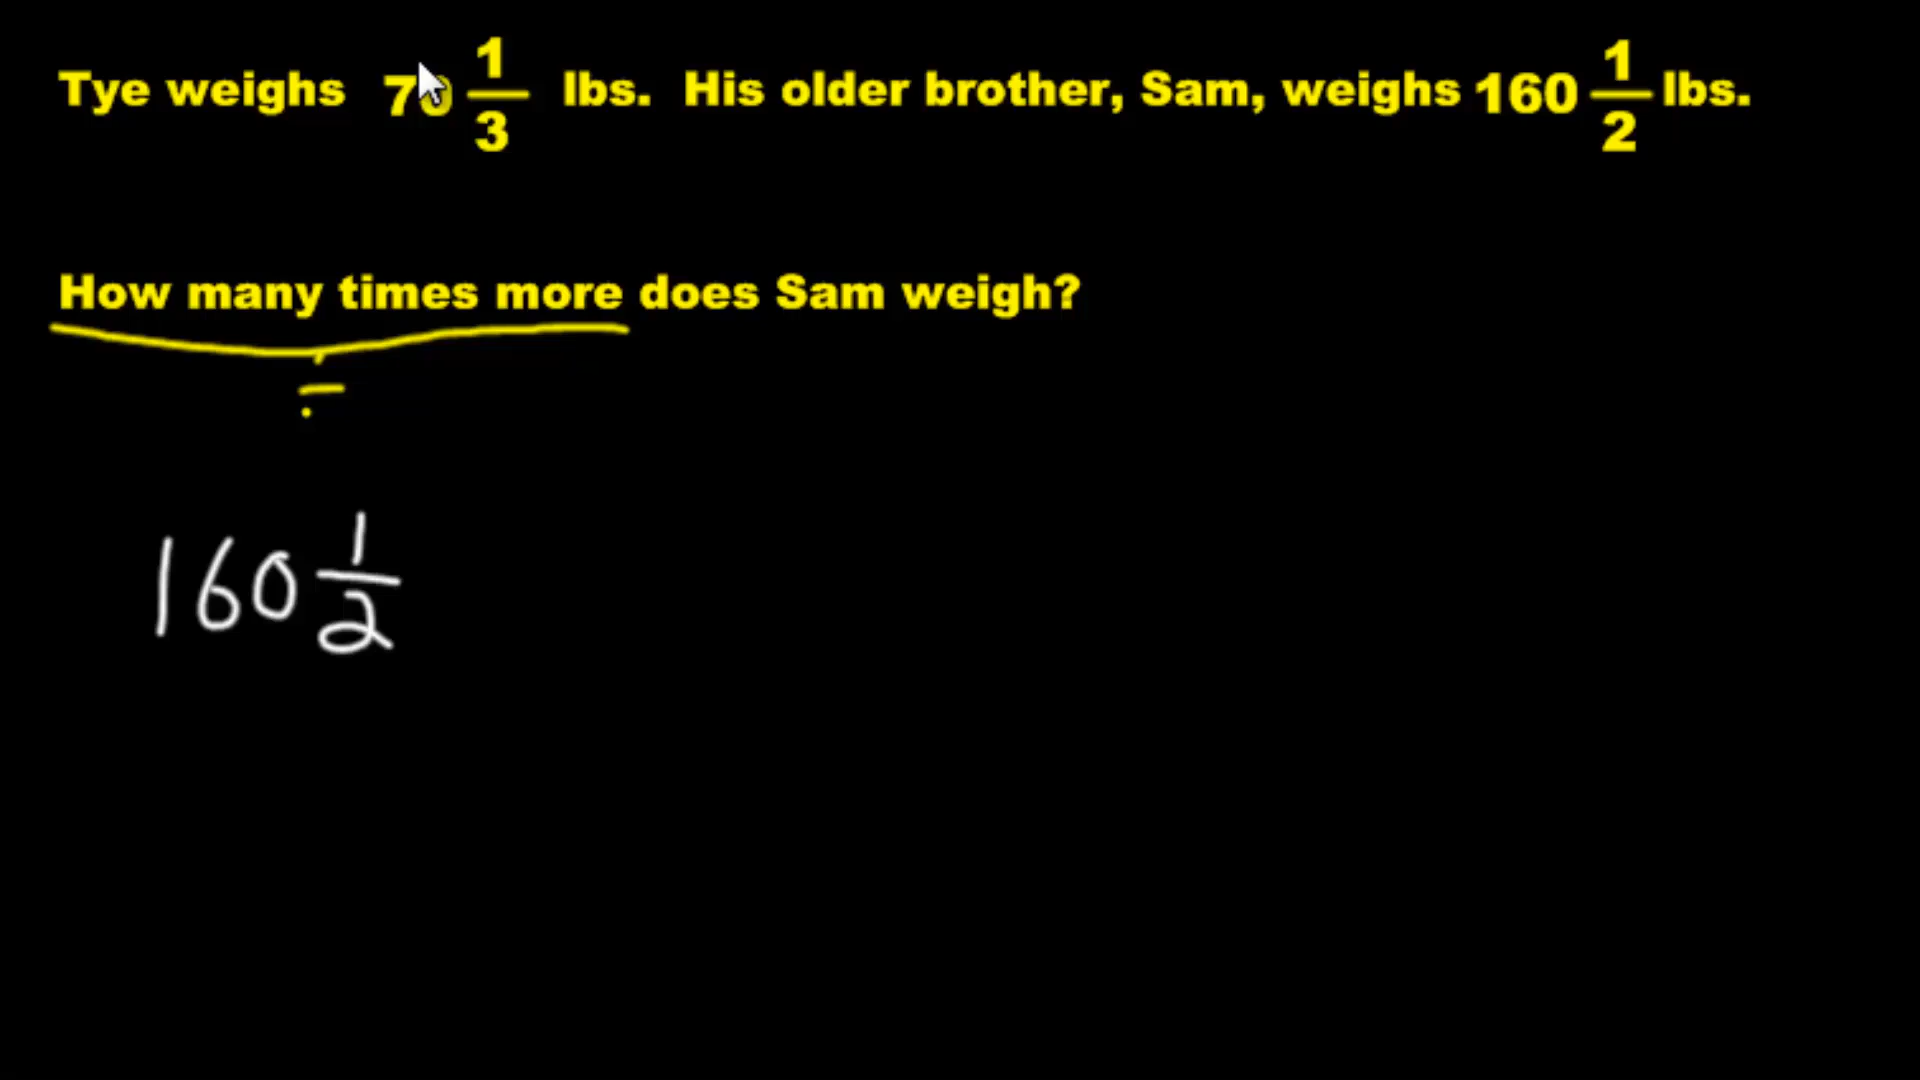 Tye weighs 1/3 lbs. His older brother, Sam, weighs 160 1/2 lbs.
How many times more does Sam weigh?
÷
160 1/2